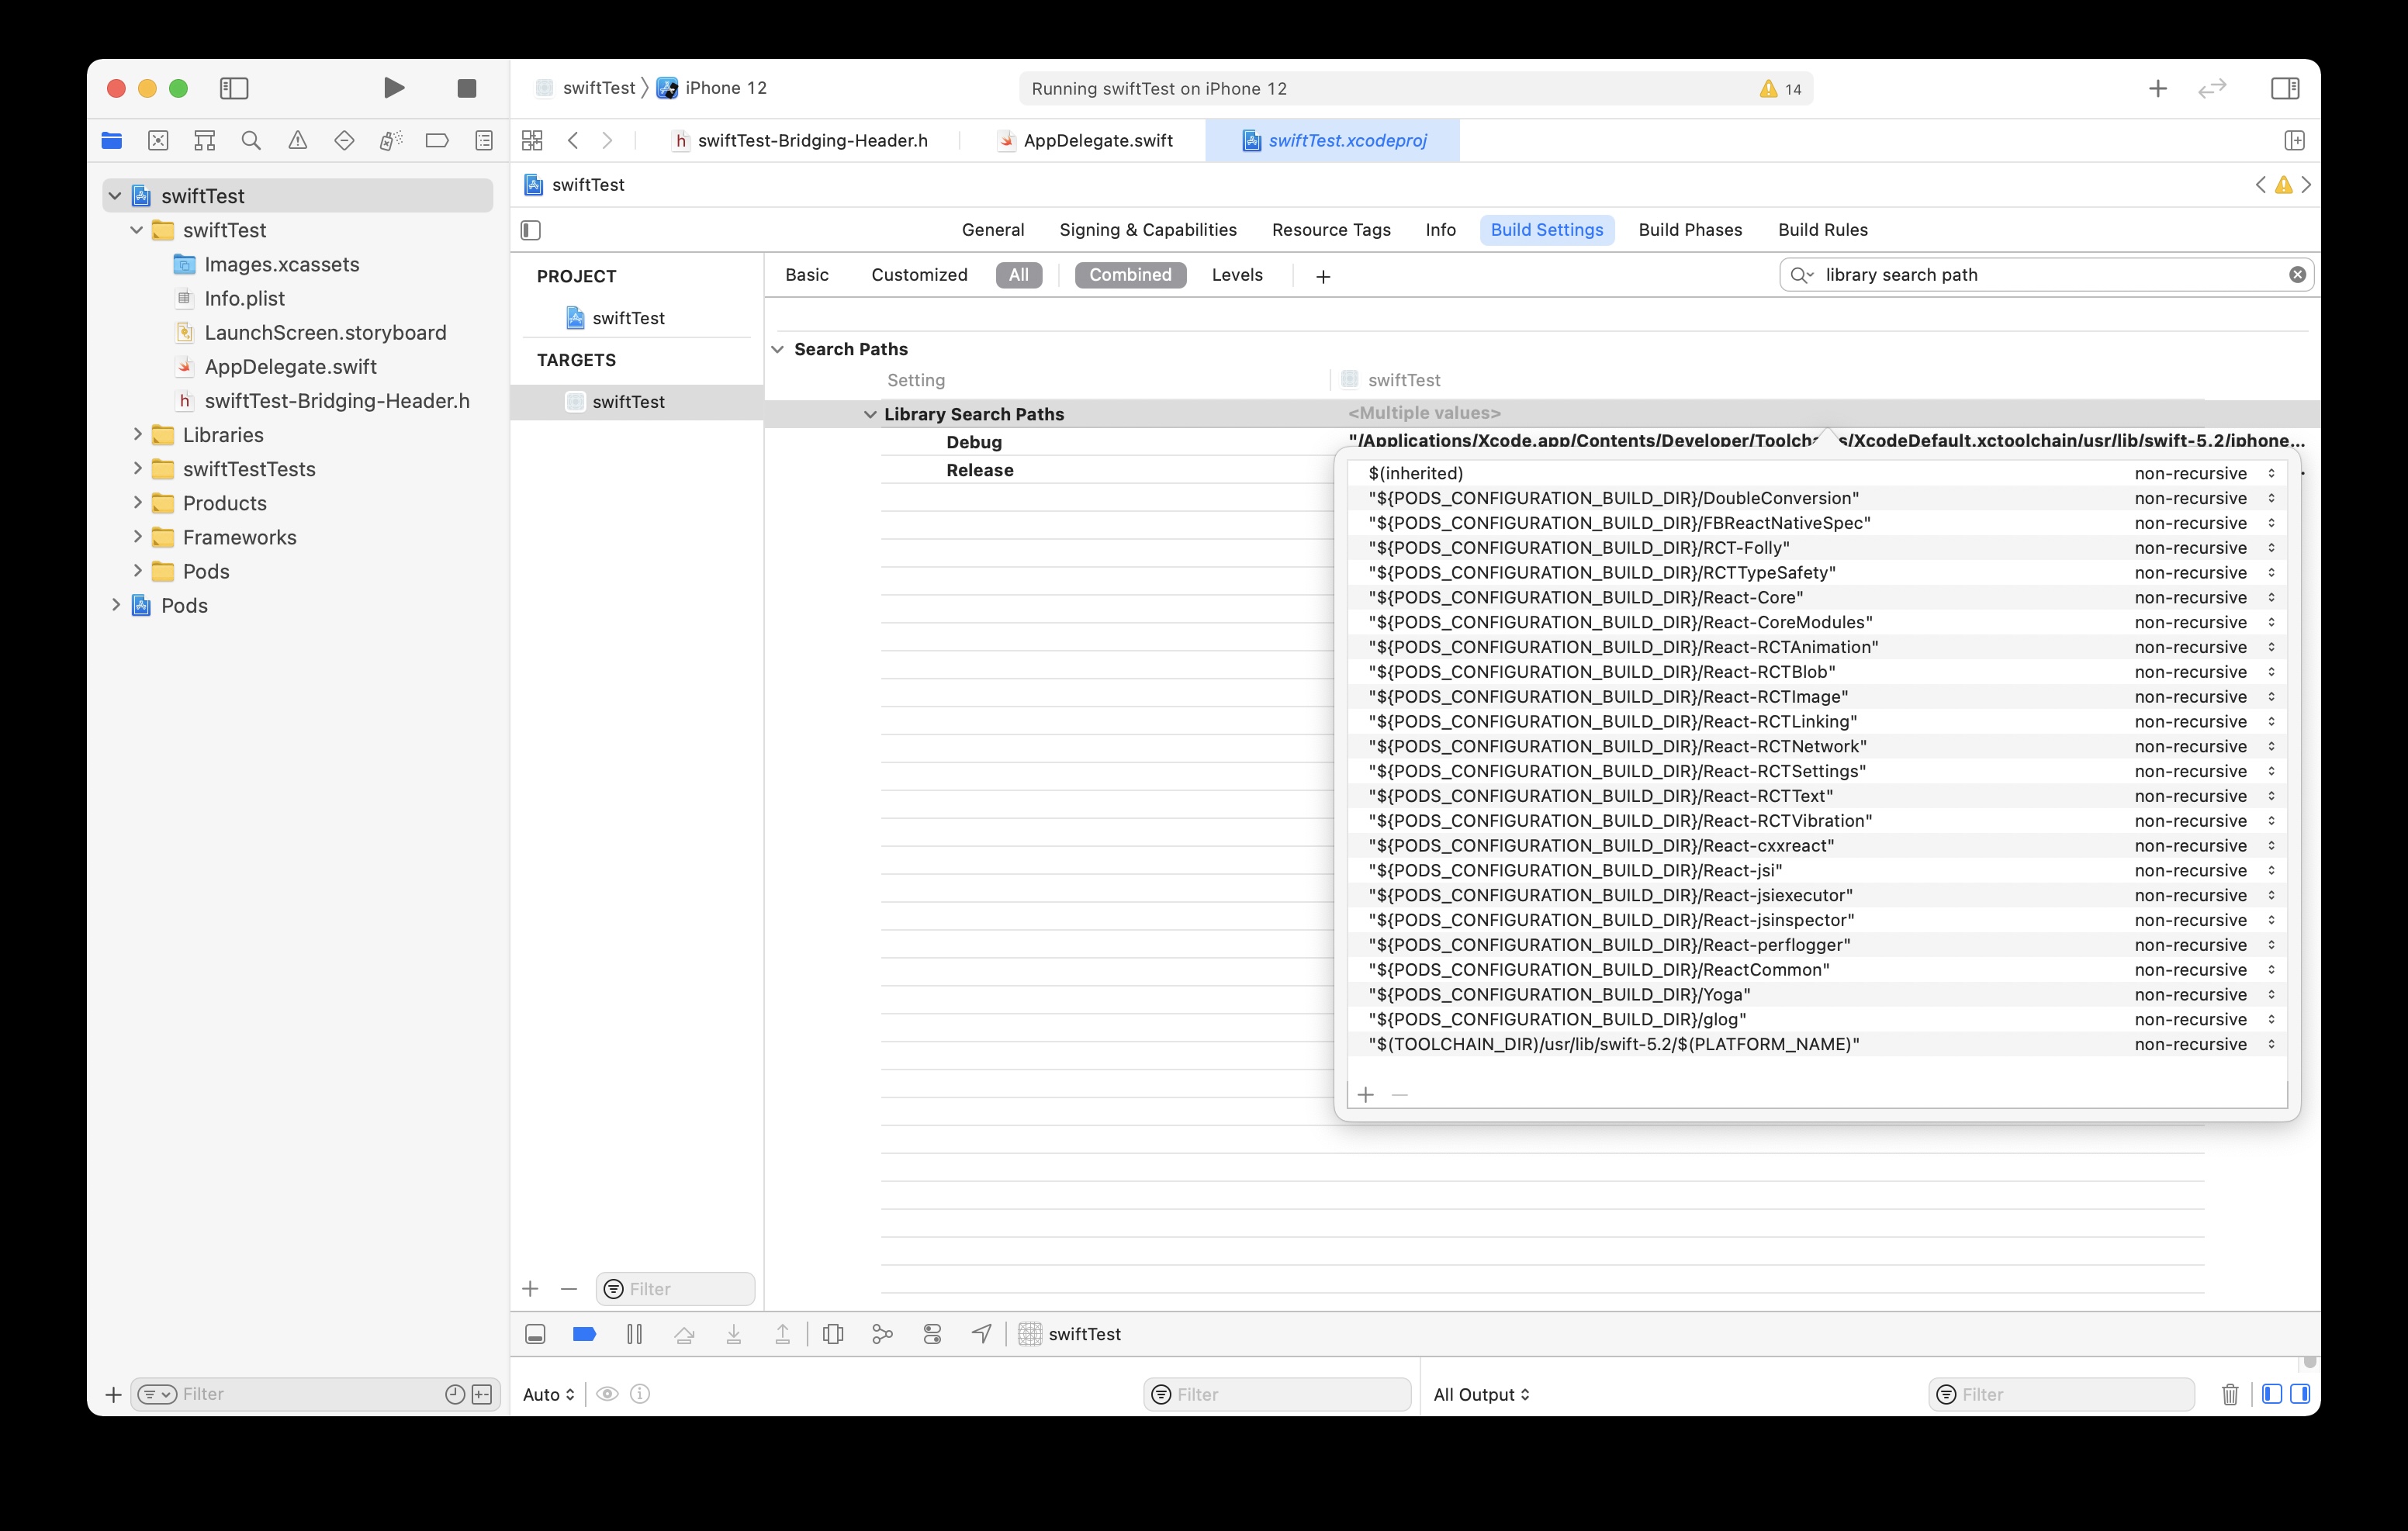 swiftTest
iPhone 12
Running swiftTest on iPhone 12
14
swiftTest-Bridging-Header.h
AppDelegate.swift
swiftTest.xcodeproj
swiftTest
swiftTest
Images.xcassets
Info.plist
LaunchScreen.storyboard
AppDelegate.swift
swiftTest-Bridging-Header.h
Libraries
swiftTestTests
Products
Frameworks
Pods
Pods
Filter
swiftTest
General
Signing & Capabilities
Resource Tags
Info
Build Settings
Build Phases
Build Rules
PROJECT
swiftTest
TARGETS
swiftTest
Filter
Basic
Customized
All
Combined
Levels
library search path
Search Paths
Setting
swiftTest
Library Search Paths
<Multiple values>
Debug
"/Applications/Xcode.app/Contents/Developer/Toolcha s/XcodeDefault.xctoolchain/usr/lib/swift-5.2/iphone...
Release
$(inherited) non-recursive
"${PODS_CONFIGURATION_BUILD_DIR}/DoubleConversion" non-recursive
"${PODS_CONFIGURATION_BUILD_DIR}/FBReactNativeSpec" non-recursive
"${PODS_CONFIGURATION_BUILD_DIR}/RCT-Folly" non-recursive
"${PODS_CONFIGURATION_BUILD_DIR}/RCTTypeSafety" non-recursive
"${PODS_CONFIGURATION_BUILD_DIR}/React-Core" non-recursive
"${PODS_CONFIGURATION_BUILD_DIR}/React-CoreModules" non-recursive
"${PODS_CONFIGURATION_BUILD_DIR}/React-RCTAnimation" non-recursive
"${PODS_CONFIGURATION_BUILD_DIR}/React-RCTBlob" non-recursive
"${PODS_CONFIGURATION_BUILD_DIR}/React-RCTImage" non-recursive
"${PODS_CONFIGURATION_BUILD_DIR}/React-RCTLinking" non-recursive
"${PODS_CONFIGURATION_BUILD_DIR}/React-RCTNetwork" non-recursive
"${PODS_CONFIGURATION_BUILD_DIR}/React-RCTSettings" non-recursive
"${PODS_CONFIGURATION_BUILD_DIR}/React-RCTText" non-recursive
"${PODS_CONFIGURATION_BUILD_DIR}/React-RCTVibration" non-recursive
"${PODS_CONFIGURATION_BUILD_DIR}/React-cxxreact" non-recursive
"${PODS_CONFIGURATION_BUILD_DIR}/React-jsi" non-recursive
"${PODS_CONFIGURATION_BUILD_DIR}/React-jsiexecutor" non-recursive
"${PODS_CONFIGURATION_BUILD_DIR}/React-jsinspector" non-recursive
"${PODS_CONFIGURATION_BUILD_DIR}/React-perflogger" non-recursive
"${PODS_CONFIGURATION_BUILD_DIR}/ReactCommon" non-recursive
"${PODS_CONFIGURATION_BUILD_DIR}/Yoga" non-recursive
"${PODS_CONFIGURATION_BUILD_DIR}/glog" non-recursive
"$(TOOLCHAIN_DIR)/usr/lib/swift-5.2/$(PLATFORM_NAME)" non-recursive
swiftTest
Auto
Filter
All Output
Filter